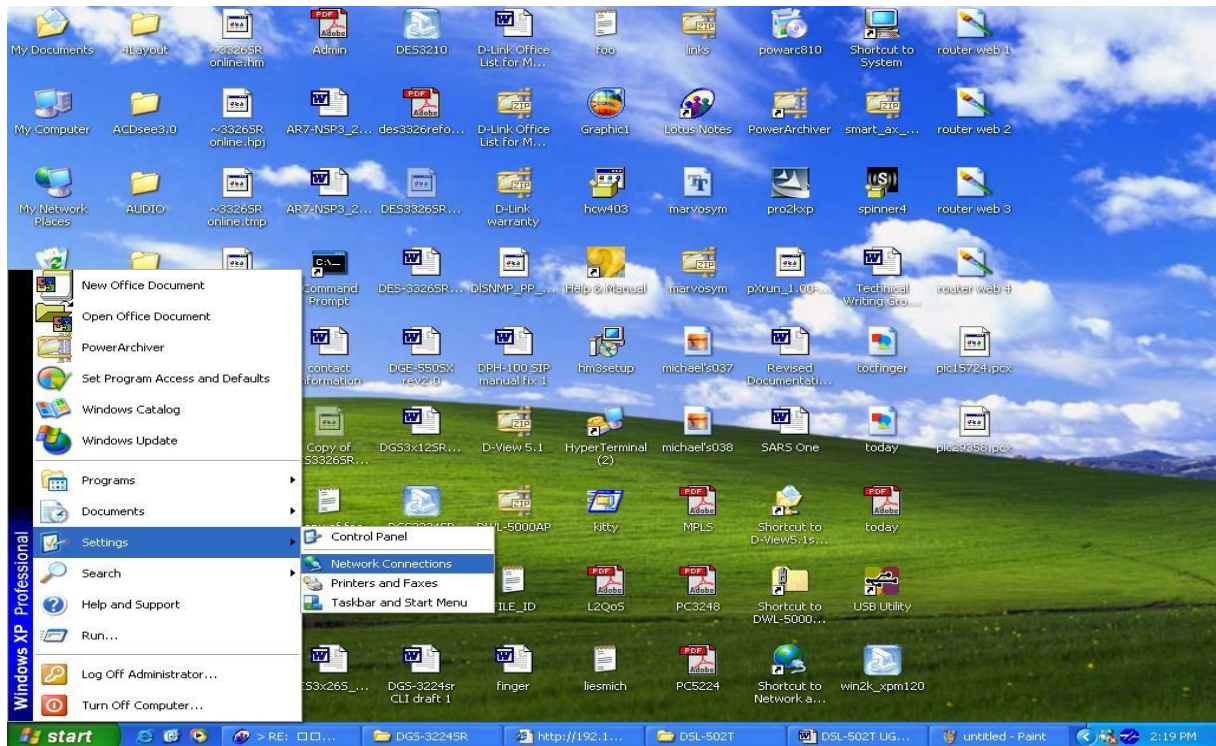 My Documents
4Layout
~3326SR
online.hm
Admin
DES3210
D-Link Office
List for M...
foo
links
powarc810
Shortcut to
System
router web 1
My Computer
ACDsee3.0
~3326SR
online.hpj
AR7-NSP3_2...
des3326refo...
D-Link Office
List for M...
Graphic1
Lotus Notes
PowerArchiver
smart_ax_...
router web 2
My Network
Places
AUDIO
~3326SR
online.tmp
AR7-NSP3_2...
DES3326SR...
D-Link
warranty
hcw403
marvosym
pro2kxp
spinner4
router web 3
Command
Prompt
DES-3326SR...
DISNMP_PP_...
Help & Manual
marvosym
pXrun_1.00-...
Technical
Writing Gro...
router web 4
contact
information
DGE-550SX
rev2.0
DPH-100 SIP
manual fix 1
hm3setup
michael's037
Revised
Documentati...
tocfinger
pic15724.pcx
Copy of
S3326SR...
DGS3x12SR...
D-View 5.1
HyperTerminal
(2)
michael's038
SARS One
today
pic29358.pcx
DWL-5000AP
kitty
MPLS
Shortcut to
D-View5.1s...
today
FILE_ID
L2QoS
PC3248
Shortcut to
DWL-5000...
USB Utility
S3x26S_...
DGS-3224sr
CLI draft 1
finger
liesmich
PC5224
Shortcut to
Network a...
win2k_xpm120
New Office Document
Open Office Document
PowerArchiver
Set Program Access and Defaults
Windows Catalog
Windows Update
Programs
Documents
Settings
Search
Help and Support
Run...
Log Off Administrator...
Turn Off Computer...
Windows XP Professional
Control Panel
Network Connections
Printers and Faxes
Taskbar and Start Menu
start
> RE:
DGS-3224SR
http://192.1...
DSL-502T
DSL-502T UG...
untitled - Paint
2:19 PM